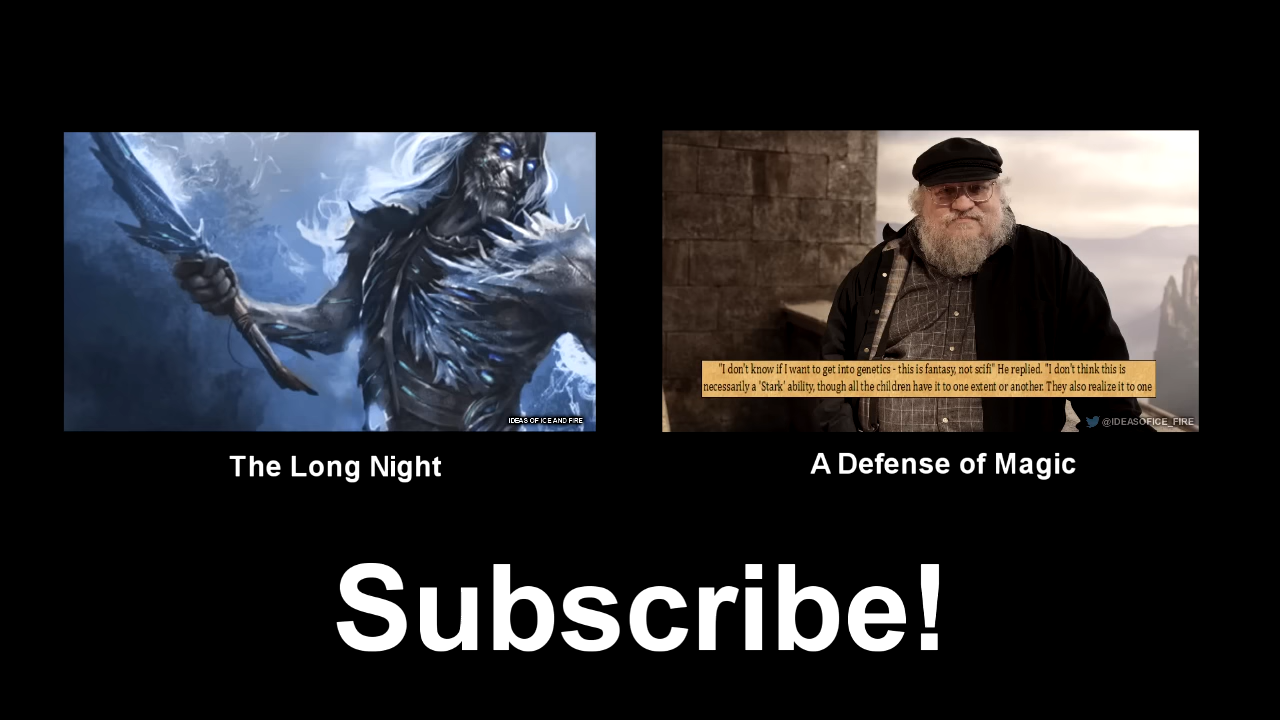 IDEAS OF ICE AND FIRE
"I don't know if I want to get into genetics - this is fantasy, not scifi" He replied. "I don't think this is
necessarily a 'Stark' ability, though all the children have it to one extent or another. They also realize it to one
@IDEASOFICE_FIRE
The Long Night
A Defense of Magic
Subscribe!